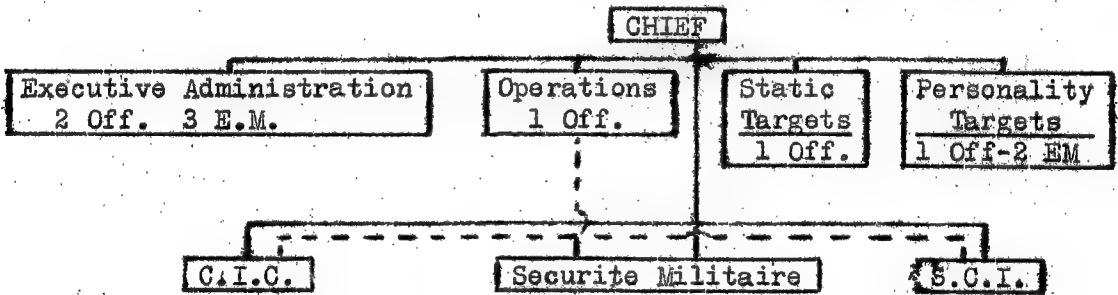 CHIEF
Executive Administration
2 Off. 3 E.M.
Operations
1 Off.
Static
Targets
1 Off.
Personality
Targets
1 Off-2 EM
C.I.C.
Securite Militaire
S.C.I.